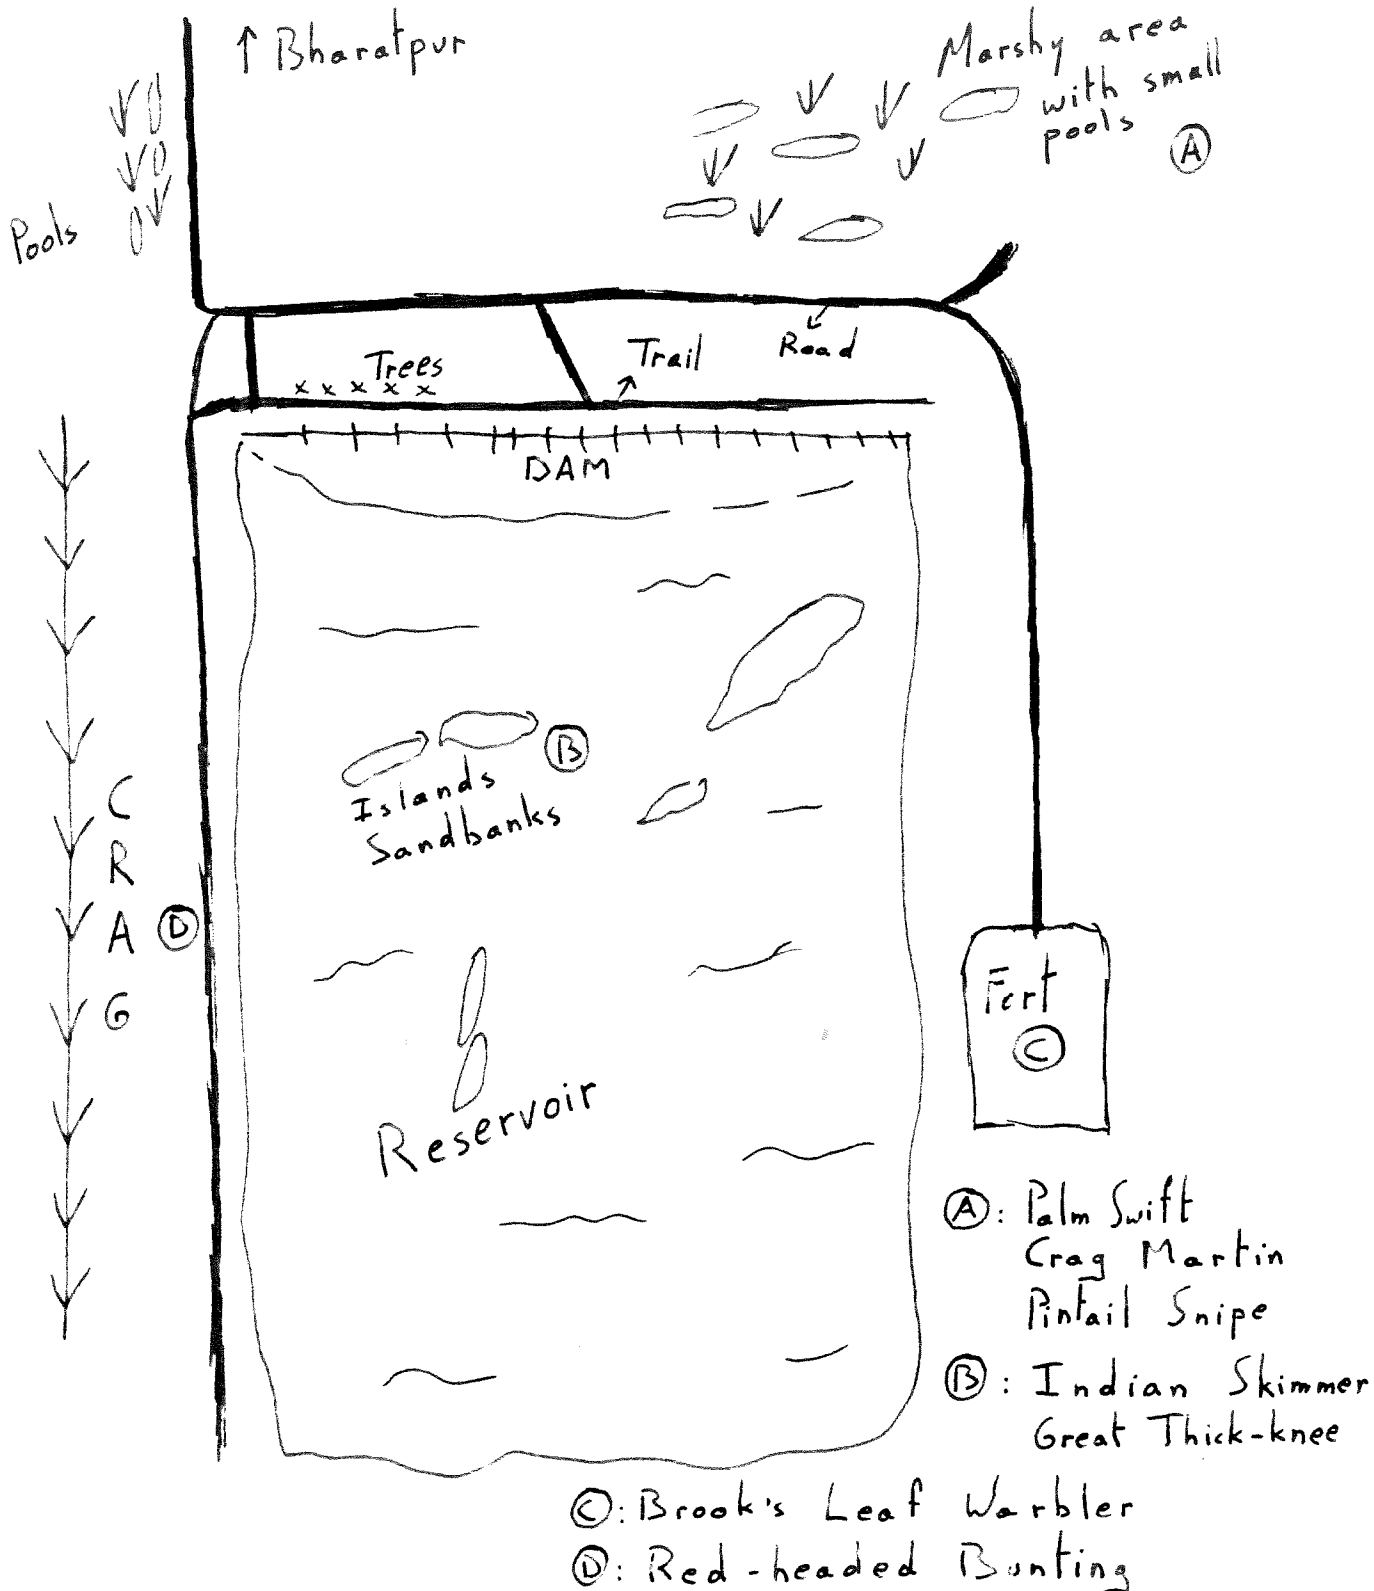 ↑ Bharatpur
Marshy area
with small
pools
A
Pools
Trees
Trail
Road
DAM
Islands
Sandbanks
B
C
R
A
G
D
Reservoir
Fort
C
A: Palm Swift
Crag Martin
Pintail Snipe
B: Indian Skimmer
Great Thick-knee
C: Brook's Leaf Warbler
D: Red-headed Bunting